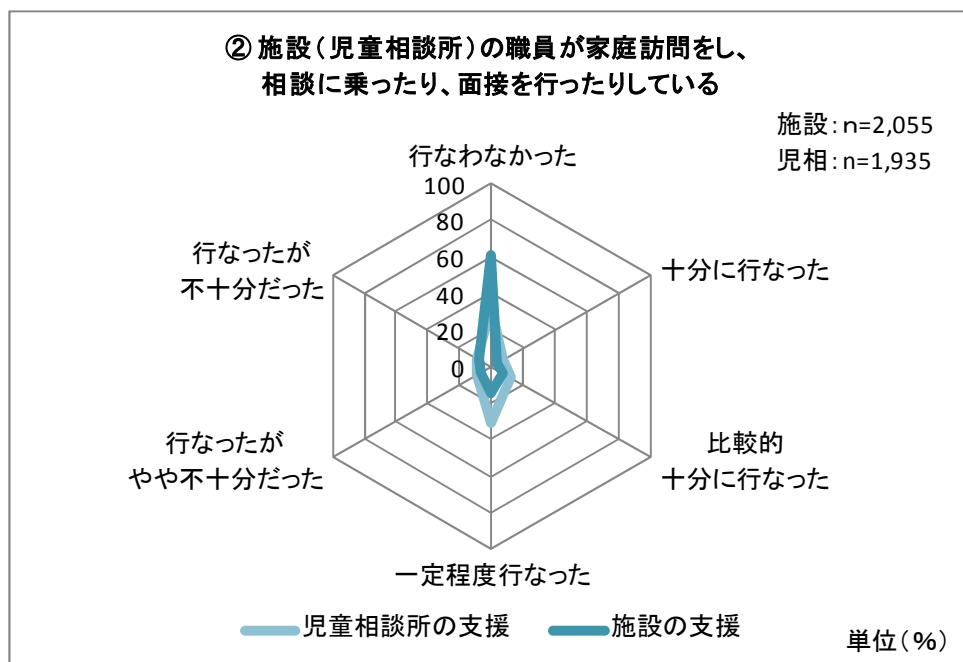 ② 施設（児童相談所）の職員が家庭訪問をし、
相談に乗ったり、面接を行ったりしている
施設：n=2,055
児相：n=1,935
行なわなかった
100
80
60
40
20
0
十分に行なった
比較的
十分に行なった
一定程度行なった
行なったが
やや不十分だった
行なったが
不十分だった
児童相談所の支援
施設の支援
単位（％）